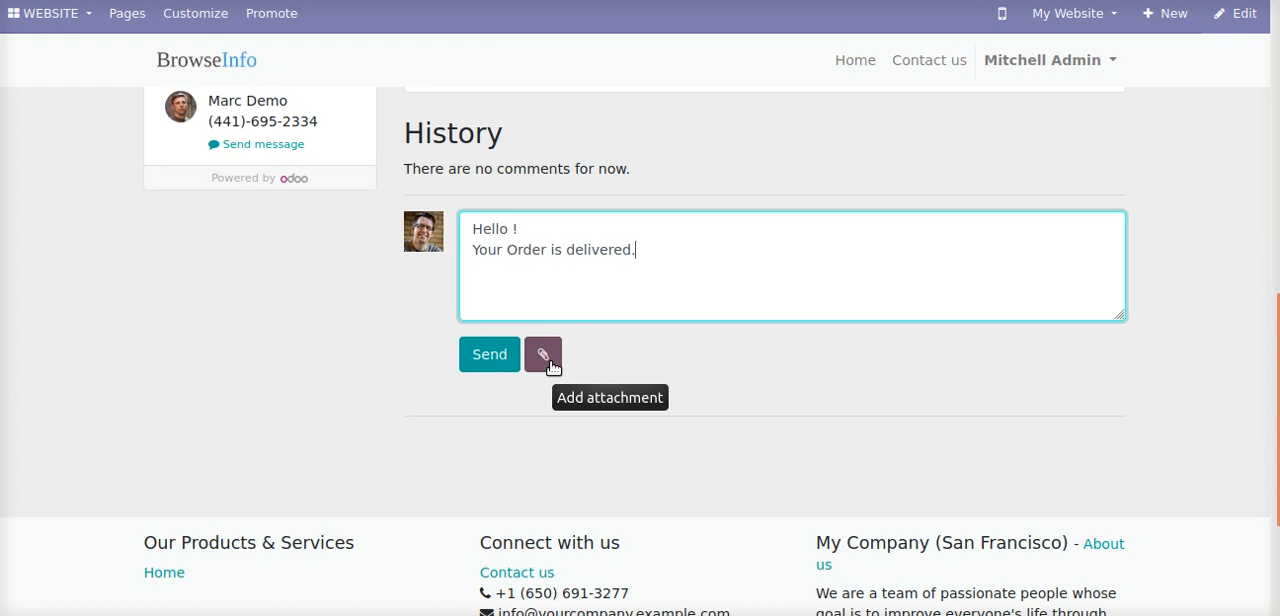 WEBSITE Pages Customize Promote My Website New Edit
BrowseInfo Home Contact us Mitchell Admin
Marc Demo
(441)-695-2334
Send message
Powered by odoo
History
There are no comments for now.
Hello !
Your Order is delivered.
Send
Add attachment
Our Products & Services
Home
Connect with us
Contact us
+1 (650) 691-3277
info@yourcompany.example.com
My Company (San Francisco) - About
us
We are a team of passionate people whose
goal is to improve everyone's life through